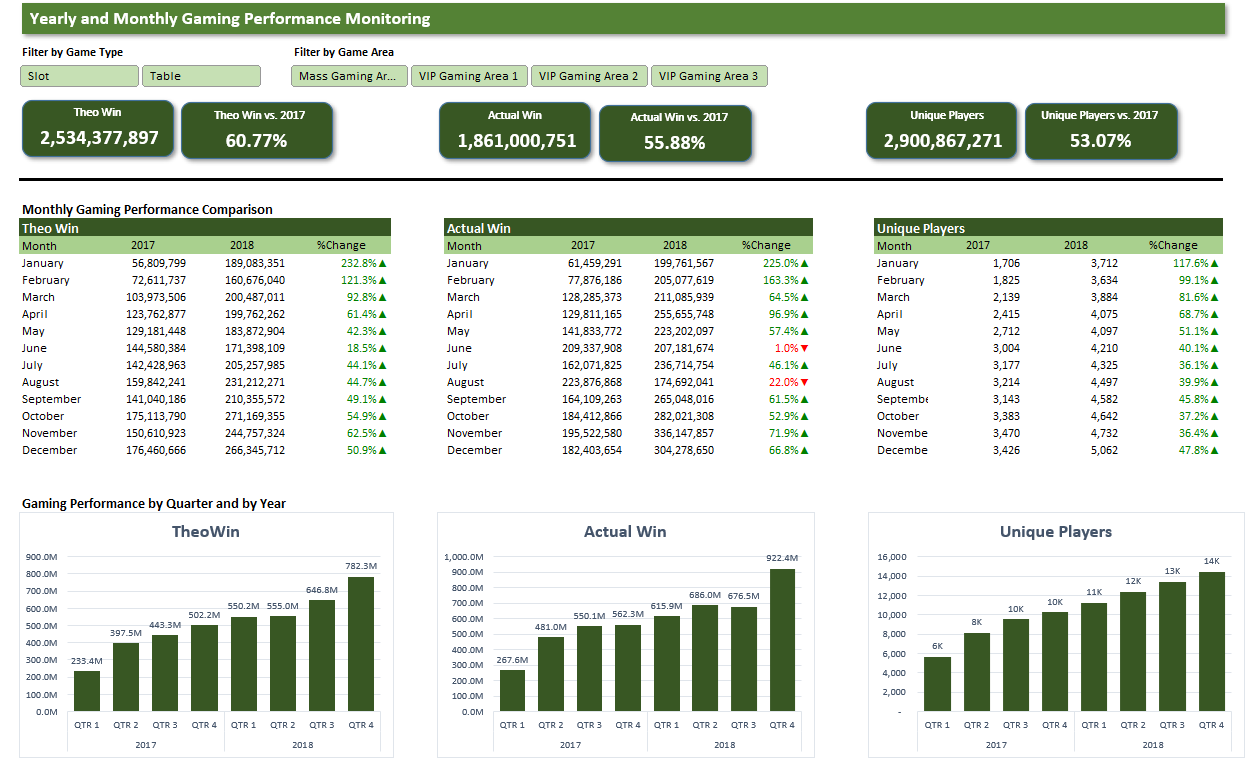 Yearly and Monthly Gaming Performance Monitoring
Filter by Game Type
Filter by Game Area
Slot
Table
Mass Gaming Ar...
VIP Gaming Area 1
VIP Gaming Area 2
VIP Gaming Area 3
Theo Win
2,534,377,897
Theo Win vs. 2017
60.77%
Actual Win
1,861,000,751
Actual Win vs. 2017
55.88%
Unique Players
2,900,867,271
Unique Players vs. 2017
53.07%
Monthly Gaming Performance Comparison
Theo Win
Month 2017 2018 %Change
January 56,809,799 189,083,351 232.8%▲
February 72,611,737 160,676,040 121.3%▲
March 103,973,506 200,487,011 92.8%▲
April 123,762,877 199,762,262 61.4%▲
May 129,181,448 183,872,904 42.3%▲
June 144,580,384 171,398,109 18.5%▲
July 142,428,963 205,257,985 44.1%▲
August 159,842,241 231,212,271 44.7%▲
September 141,040,186 210,355,572 49.1%▲
October 175,113,790 271,169,355 54.9%▲
November 150,610,923 244,757,324 62.5%▲
December 176,460,666 266,345,712 50.9%▲
Actual Win
Month 2017 2018 %Change
January 61,459,291 199,761,567 225.0%▲
February 77,876,186 205,077,619 163.3%▲
March 128,285,373 211,085,939 64.5%▲
April 129,811,165 255,655,748 96.9%▲
May 141,833,772 223,202,097 57.4%▲
June 209,337,908 207,181,674 1.0%▼
July 162,071,825 236,714,754 46.1%▲
August 223,876,868 174,692,041 22.0%▼
September 164,109,263 265,048,016 61.5%▲
October 184,412,866 282,021,308 52.9%▲
November 195,522,580 336,147,857 71.9%▲
December 182,403,654 304,278,650 66.8%▲
Unique Players
Month 2017 2018 %Change
January 1,706 3,712 117.6%▲
February 1,825 3,634 99.1%▲
March 2,139 3,884 81.6%▲
April 2,415 4,075 68.7%▲
May 2,712 4,097 51.1%▲
June 3,004 4,210 40.1%▲
July 3,177 4,325 36.1%▲
August 3,214 4,497 39.9%▲
Septembe 3,143 4,582 45.8%▲
October 3,383 4,642 37.2%▲
Novembe 3,470 4,732 36.4%▲
Decembe 3,426 5,062 47.8%▲
Gaming Performance by Quarter and by Year
TheoWin
900.0M
800.0M
700.0M
600.0M
500.0M
400.0M
300.0M
200.0M
100.0M
0.0M
233.4M 397.5M 443.3M 502.2M 550.2M 555.0M 646.8M 782.3M
QTR 1 QTR 2 QTR 3 QTR 4 QTR 1 QTR 2 QTR 3 QTR 4
2017 2018
Actual Win
1,000.0M
900.0M
800.0M
700.0M
600.0M
500.0M
400.0M
300.0M
200.0M
100.0M
0.0M
267.6M 481.0M 550.1M 562.3M 615.9M 686.0M 676.5M 922.4M
QTR 1 QTR 2 QTR 3 QTR 4 QTR 1 QTR 2 QTR 3 QTR 4
2017 2018
Unique Players
16,000
14,000
12,000
10,000
8,000
6,000
4,000
2,000
-
6K 8K 10K 10K 11K 12K 13K 14K
QTR 1 QTR 2 QTR 3 QTR 4 QTR 1 QTR 2 QTR 3 QTR 4
2017 2018